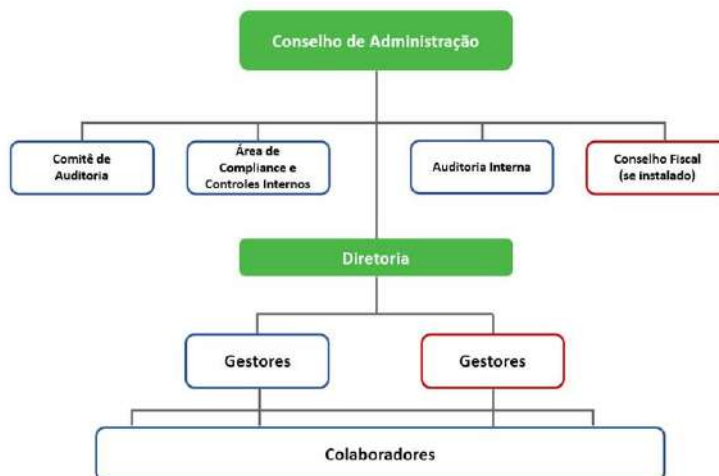 Conselho de Administração
Comitê de
Auditoria
Área de
Compliance e
Controles Internos
Auditoria Interna
Conselho Fiscal
(se instalado)
Diretoria
Gestores
Gestores
Colaboradores